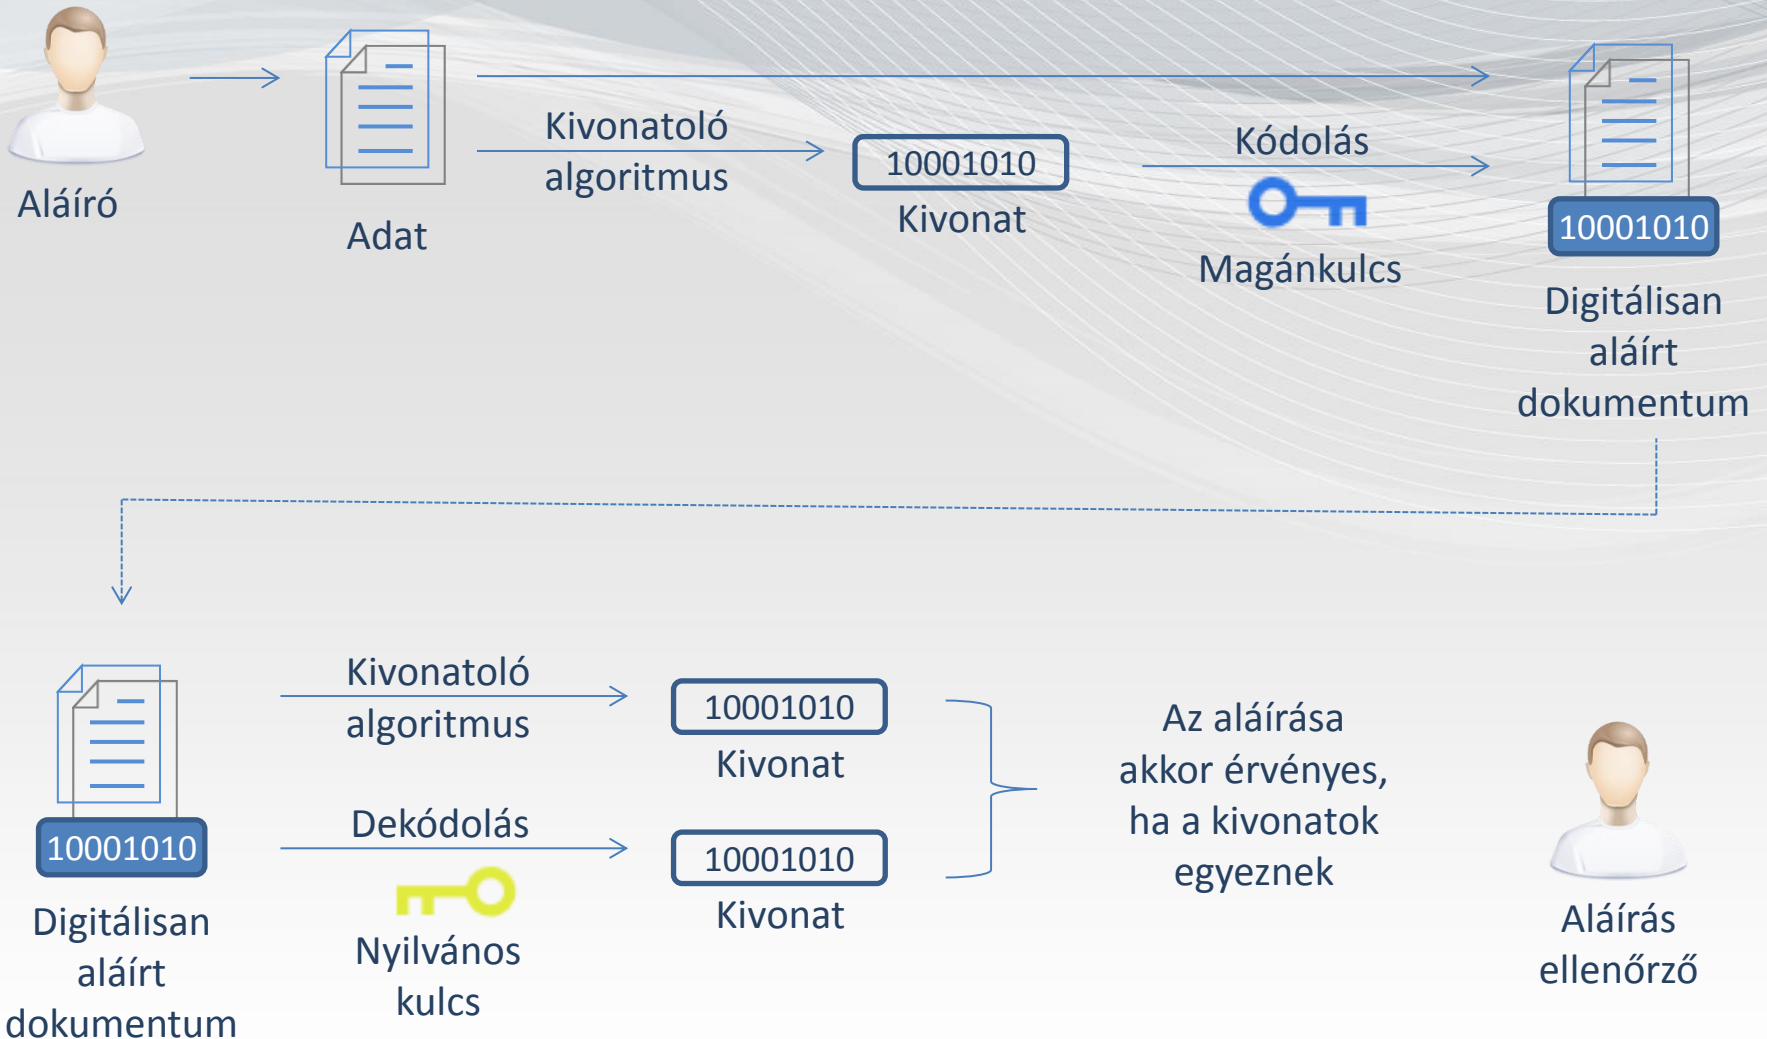 Aláíró
Adat
Kivonatoló
algoritmus
10001010
Kivonat
Kódolás
Magánkulcs
10001010
Digitálisan
aláírt
dokumentum
10001010
Digitálisan
aláírt
dokumentum
Kivonatoló
algoritmus
10001010
Kivonat
Dekódolás
Nyilvános
kulcs
10001010
Kivonat
Az aláírása
akkor érvényes,
ha a kivonatok
egyeznek
Aláírás
ellenőrző